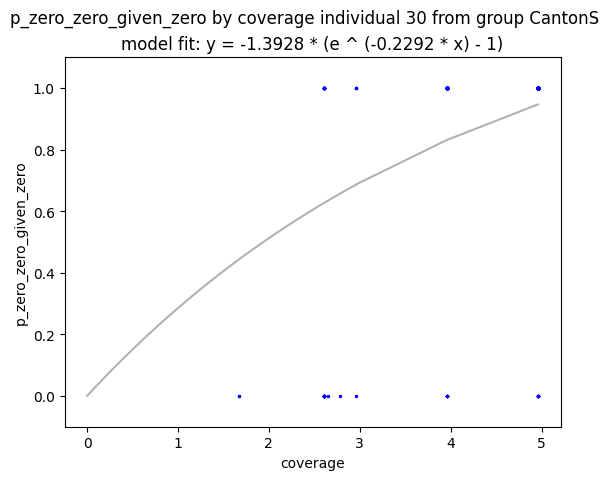 p_zero_zero_given_zero by coverage individual 30 from group CantonS
model fit: y = -1.3928 * (e ^ (-0.2292 * x) - 1)
p_zero_zero_given_zero
1.0
0.8
0.6
0.4
0.2
0.0
0 1 2 3 4 5
coverage